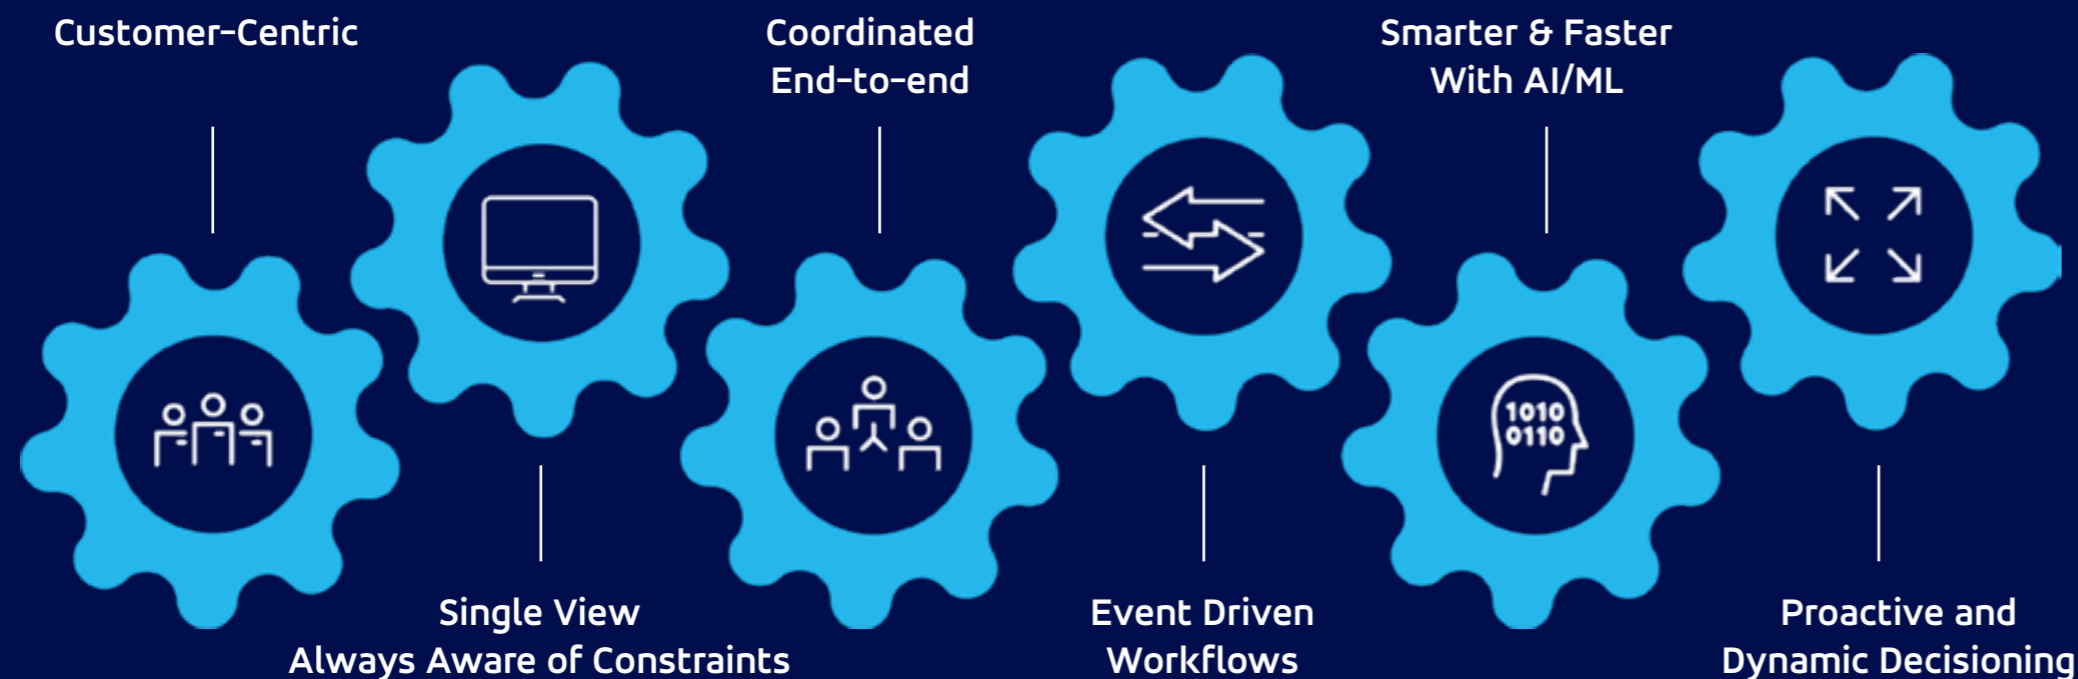 Customer-Centric
Single View
Always Aware of Constraints
Coordinated
End-to-end
Event Driven
Workflows
Smarter & Faster
With AI/ML
1010
0110
Proactive and
Dynamic Decisioning